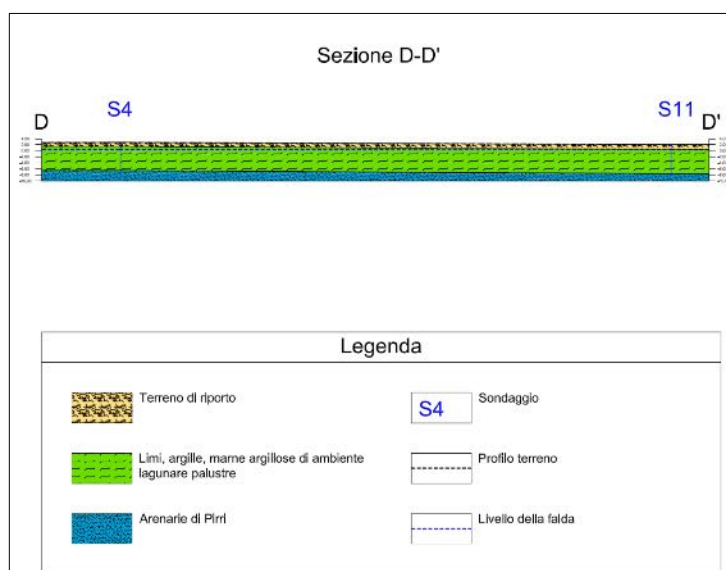 Sezione D-D'
S4
S11
D
D'
Legenda
Terreno di riporto
S4
Sondaggio
Limi, argille, marne argillose di ambiente
lagunare palustre
Profilo terreno
Arenarie di Pirri
Livello della falda